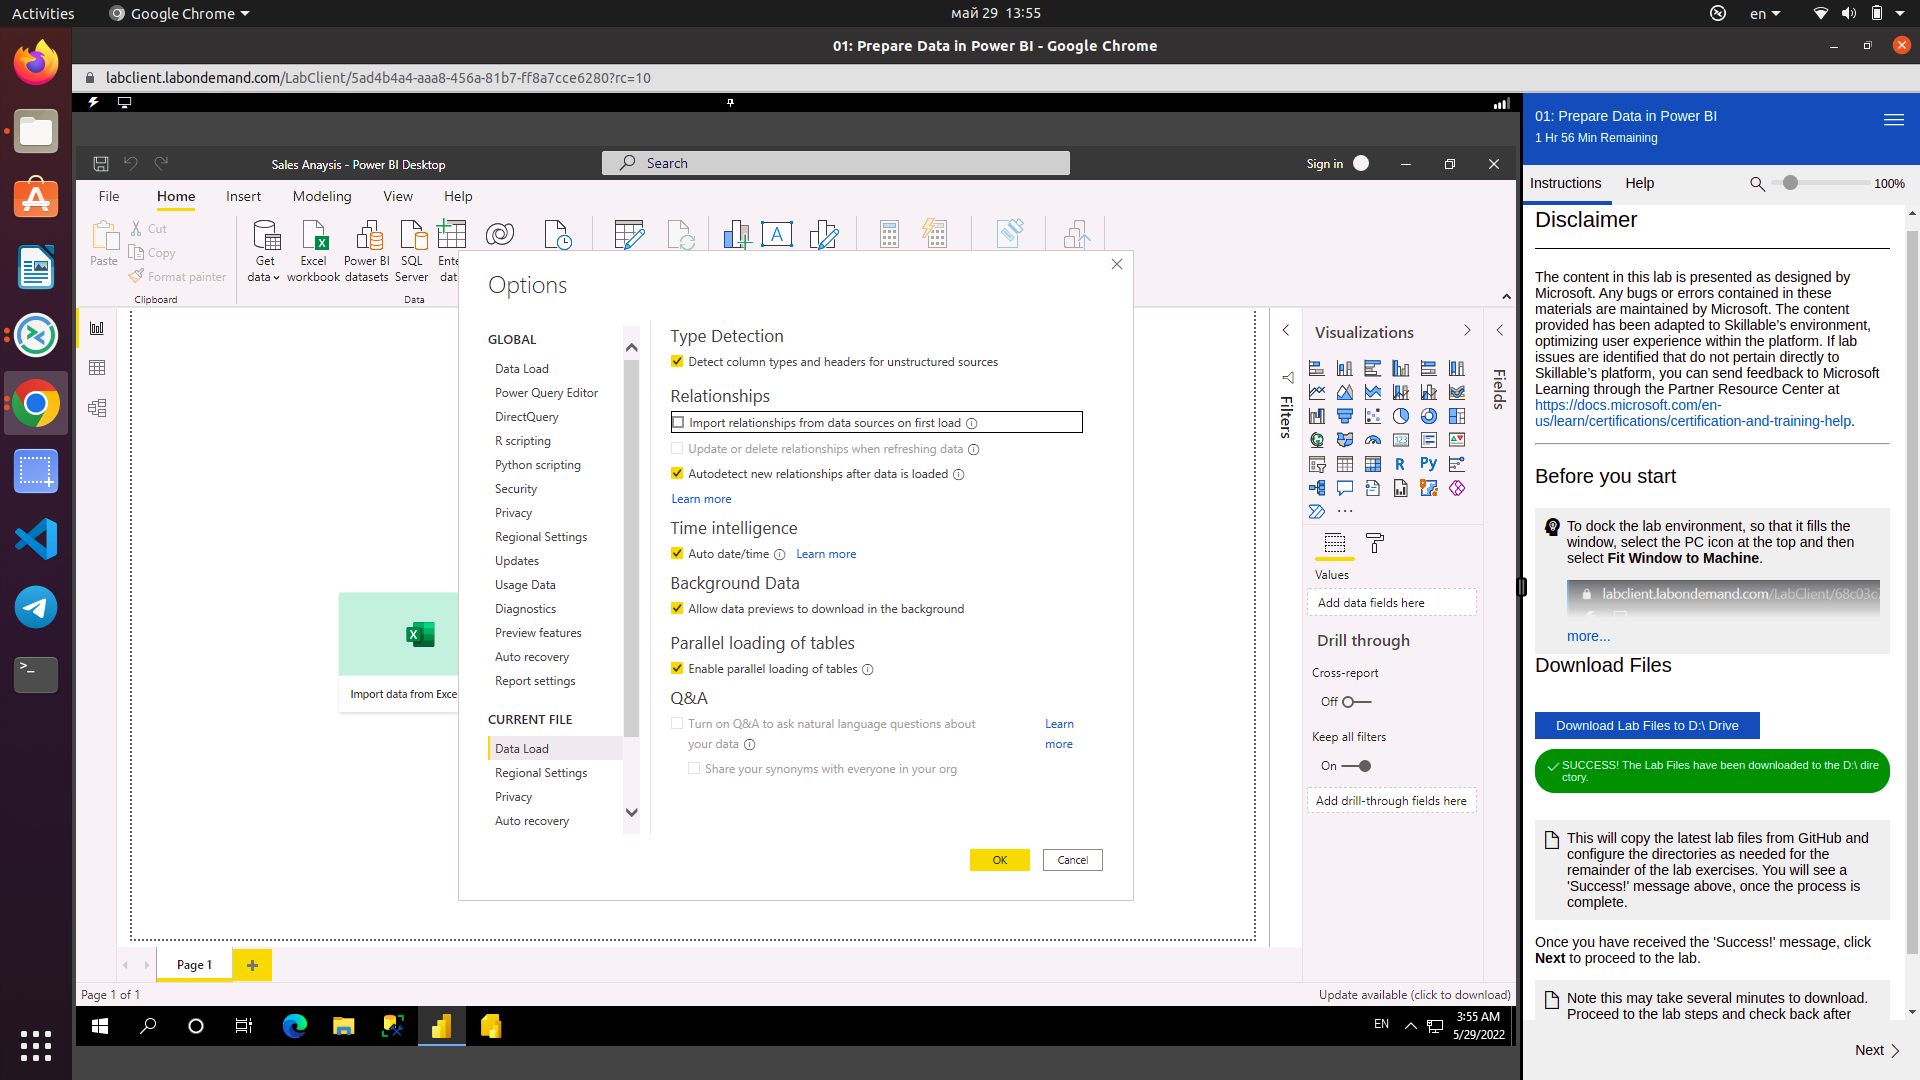 Activities
Google Chrome
май 29 13:55
en
01: Prepare Data in Power BI - Google Chrome
labclient.labondemand.com/LabClient/5ad4b4a4-aaa8-456a-81b7-ff8a7cce6280?rc=10
Sales Anaysis - Power BI Desktop
Search
Sign in
File
Home
Insert
Modeling
View
Help
Paste
Cut
Copy
Format painter
Clipboard
Get
data
Excel
workbook
Power BI
datasets
SQL
Server
Ente
dat
Data
Options
GLOBAL
Data Load
Power Query Editor
DirectQuery
R scripting
Python scripting
Security
Privacy
Regional Settings
Updates
Usage Data
Diagnostics
Preview features
Auto recovery
Report settings
CURRENT FILE
Data Load
Regional Settings
Privacy
Auto recovery
Type Detection
Detect column types and headers for unstructured sources
Relationships
Import relationships from data sources on first load
Update or delete relationships when refreshing data
Autodetect new relationships after data is loaded
Learn more
Time intelligence
Auto date/time
Learn more
Background Data
Allow data previews to download in the background
Parallel loading of tables
Enable parallel loading of tables
Q&A
Turn on Q&A to ask natural language questions about
your data
Learn
more
Share your synonyms with everyone in your org
OK
Cancel
Import data from Exce
Filters
Visualizations
R
Py
123
Values
Add data fields here
Drill through
Cross-report
Off
Keep all filters
On
Add drill-through fields here
Fields
Page 1
Page 1 of 1
Update available (click to download)
EN
3:55 AM
5/29/2022
01: Prepare Data in Power BI
1 Hr 56 Min Remaining
Instructions
Help
100%
Disclaimer
The content in this lab is presented as designed by
Microsoft. Any bugs or errors contained in these
materials are maintained by Microsoft. The content
provided has been adapted to Skillable’s environment,
optimizing user experience within the platform. If lab
issues are identified that do not pertain directly to
Skillable’s platform, you can send feedback to Microsoft
Learning through the Partner Resource Center at
https://docs.microsoft.com/en-
us/learn/certifications/certification-and-training-help.
Before you start
To dock the lab environment, so that it fills the
window, select the PC icon at the top and then
select Fit Window to Machine.
labclient.labondemand.com/LabClient/68c03c
more...
Download Files
Download Lab Files to D:\ Drive
SUCCESS! The Lab Files have been downloaded to the D:\ dire
ctory.
This will copy the latest lab files from GitHub and
configure the directories as needed for the
remainder of the lab exercises. You will see a
'Success!' message above, once the process is
complete.
Once you have received the 'Success!' message, click
Next to proceed to the lab.
Note this may take several minutes to download.
Proceed to the lab steps and check back after
Next